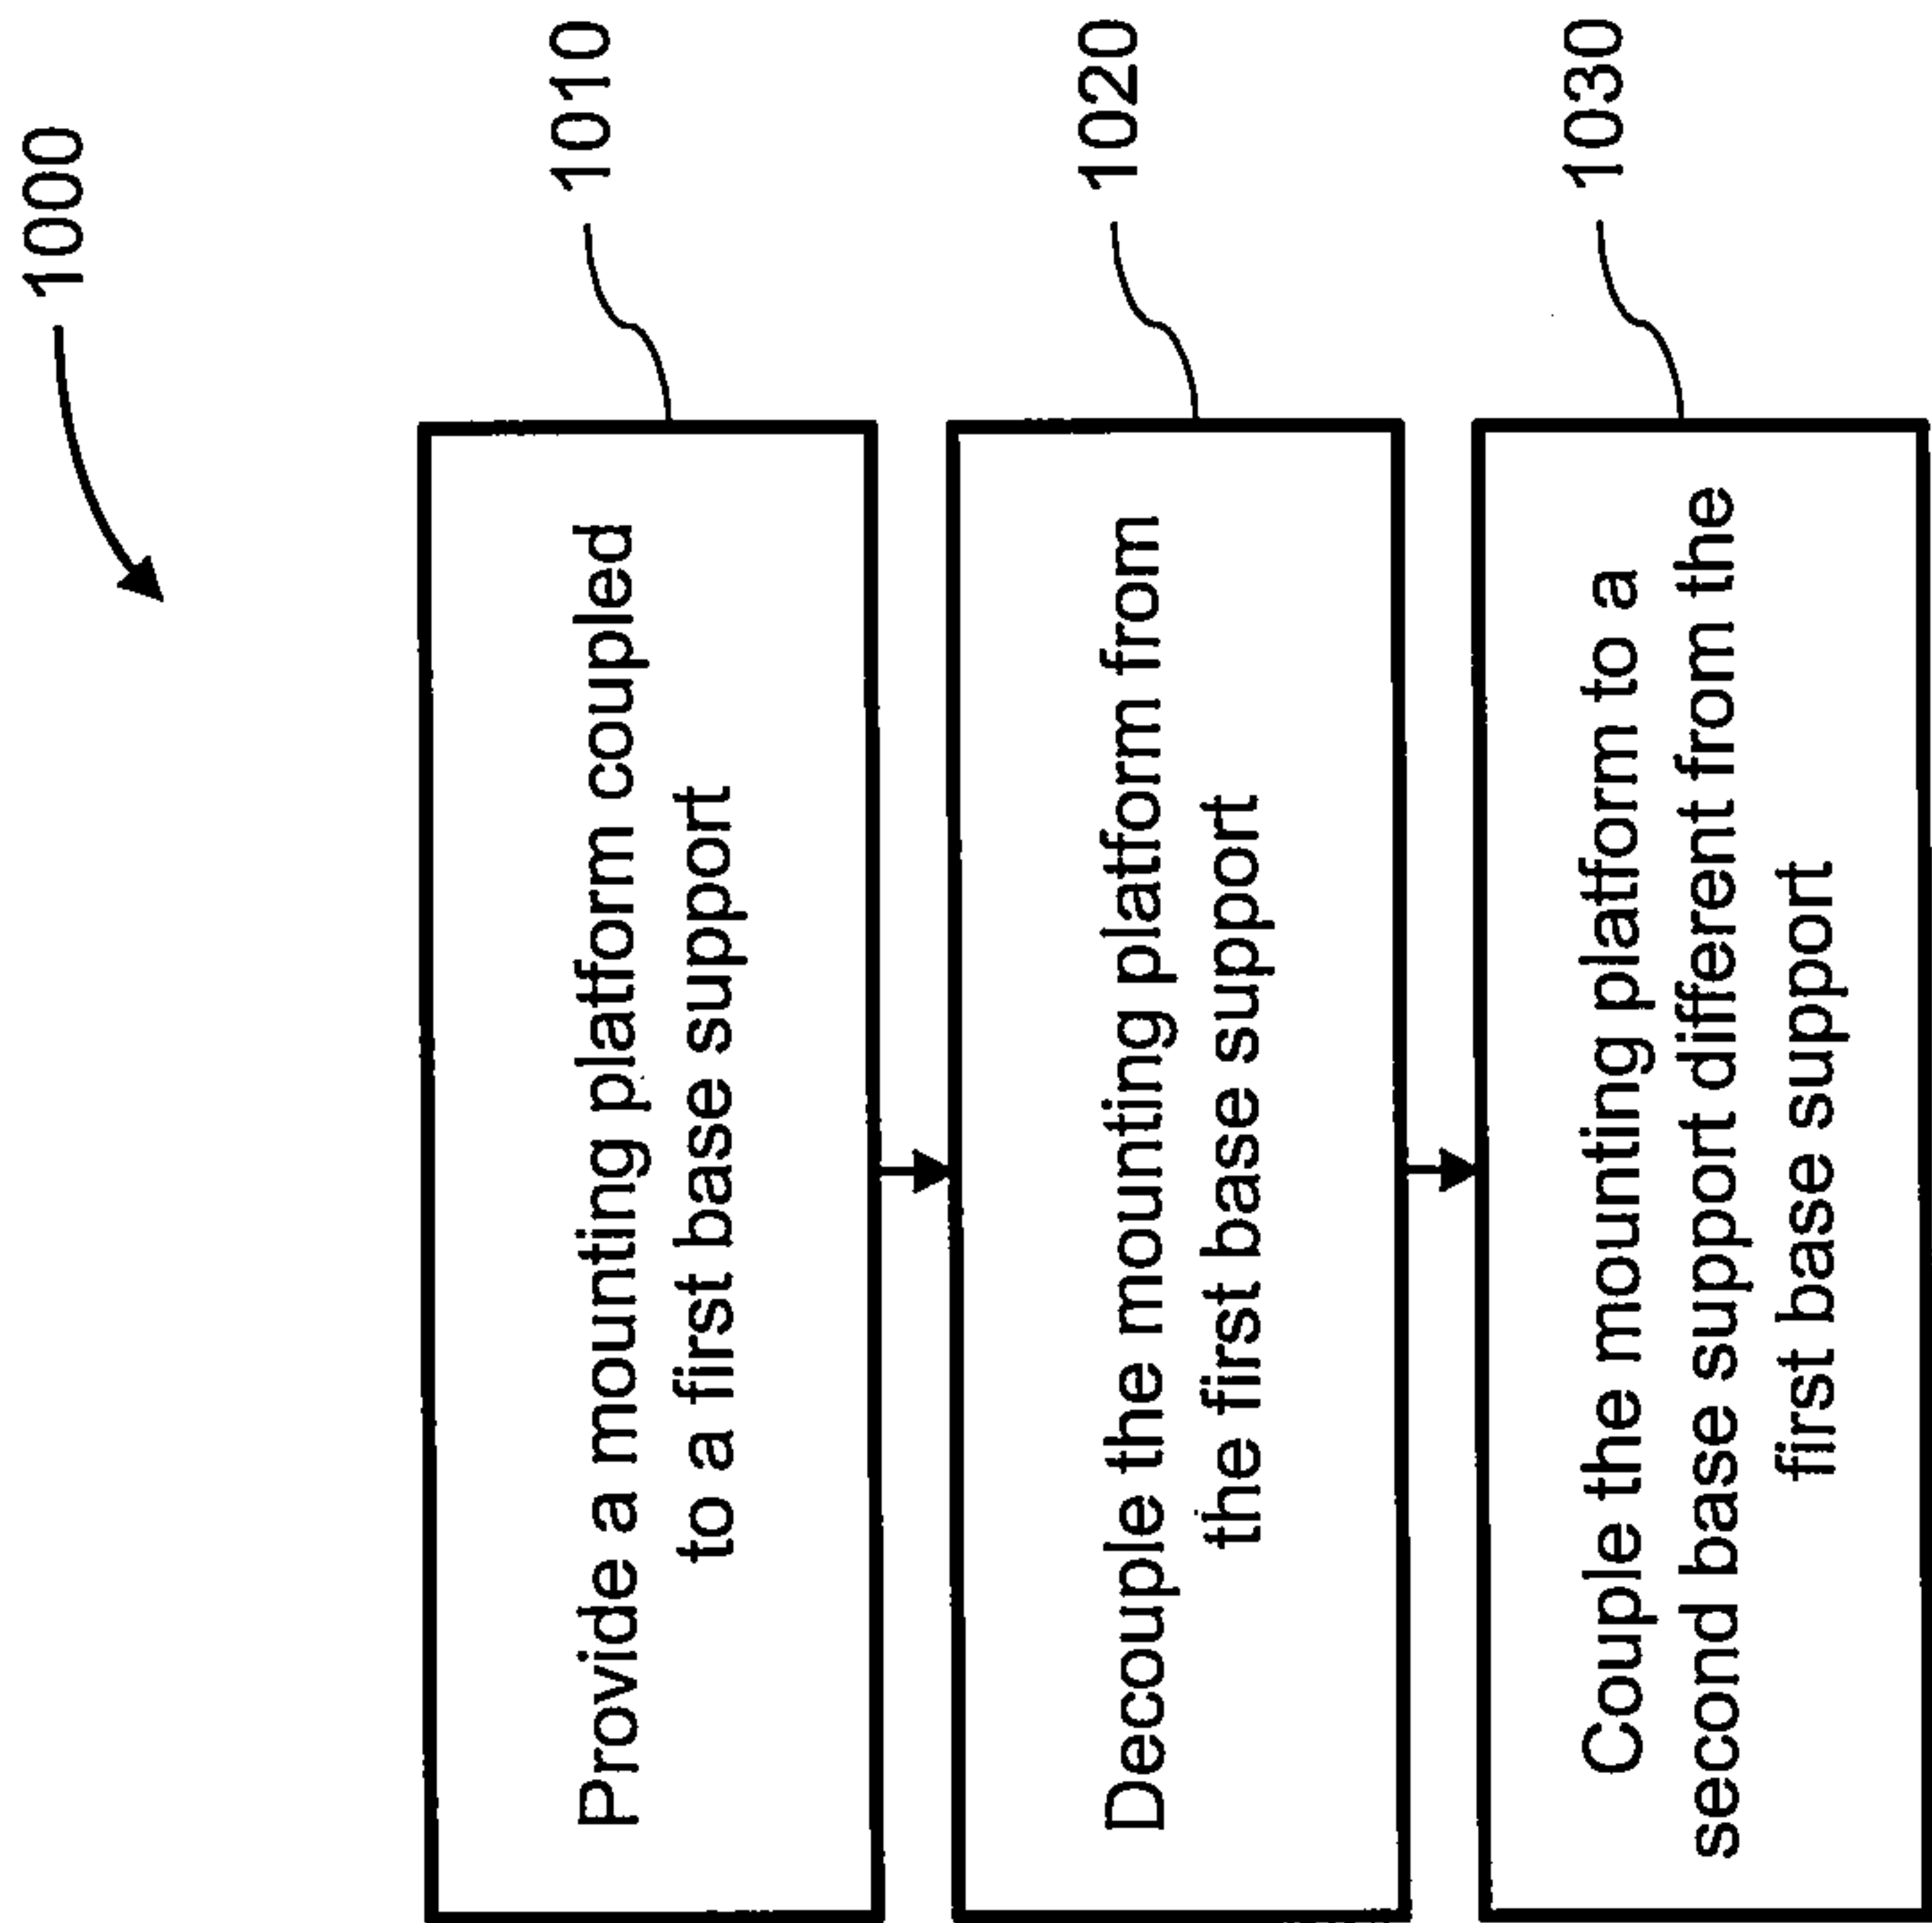 1000
Provide a mounting platform coupled
to a first base support
1010
Decouple the mounting platform from
the first base support
1020
Couple the mounting platform to a
second base support different from the
first base support
1030